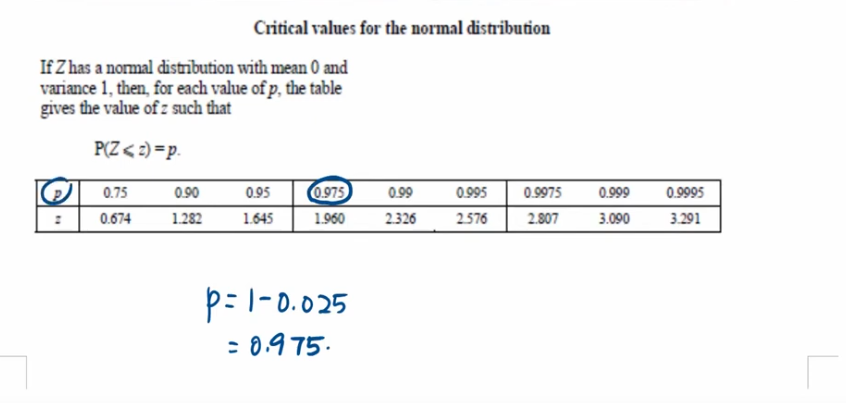 Critical values for the normal distribution
If Z has a normal distribution with mean 0 and
variance 1, then, for each value of p, the table
gives the value of z such that
P(Z ⩽ z) = p.
p 0.75 0.90 0.95 0.975 0.99 0.995 0.9975 0.999 0.9995
z 0.674 1.282 1.645 1.960 2.326 2.576 2.807 3.090 3.291
p = 1 - 0.025
= 0.975.